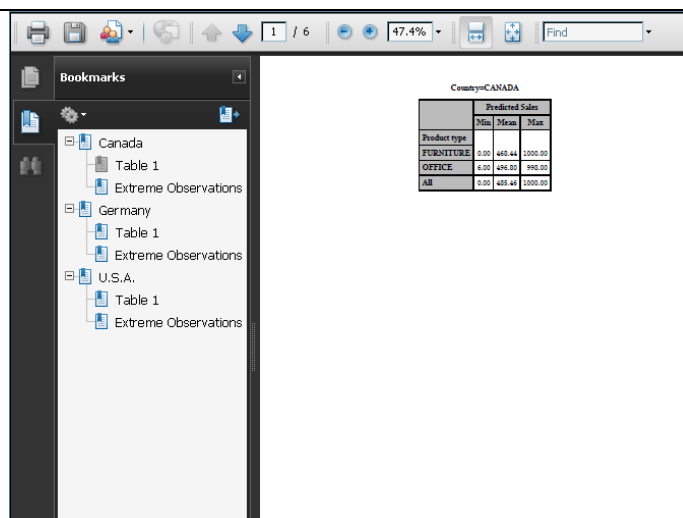 1 / 6 47.4% Find
Bookmarks
Canada
Table 1
Extreme Observations
Germany
Table 1
Extreme Observations
U.S.A.
Table 1
Extreme Observations
Country=CANADA
Predicted Sales
Min Mean Max
Product type
FURNITURE 0.00 468.44 1000.00
OFFICE 6.00 496.80 998.00
All 0.00 485.46 1000.00